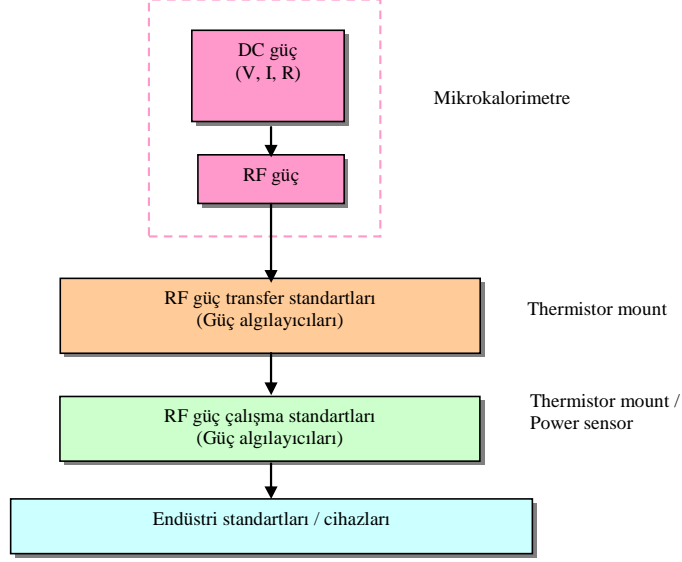 DC güç
(V, I, R)
Mikrokalorimetre
RF güç
RF güç transfer standartları
(Güç algılayıcıları)
Thermistor mount
RF güç çalışma standartları
(Güç algılayıcıları)
Thermistor mount /
Power sensor
Endüstri standartları / cihazları